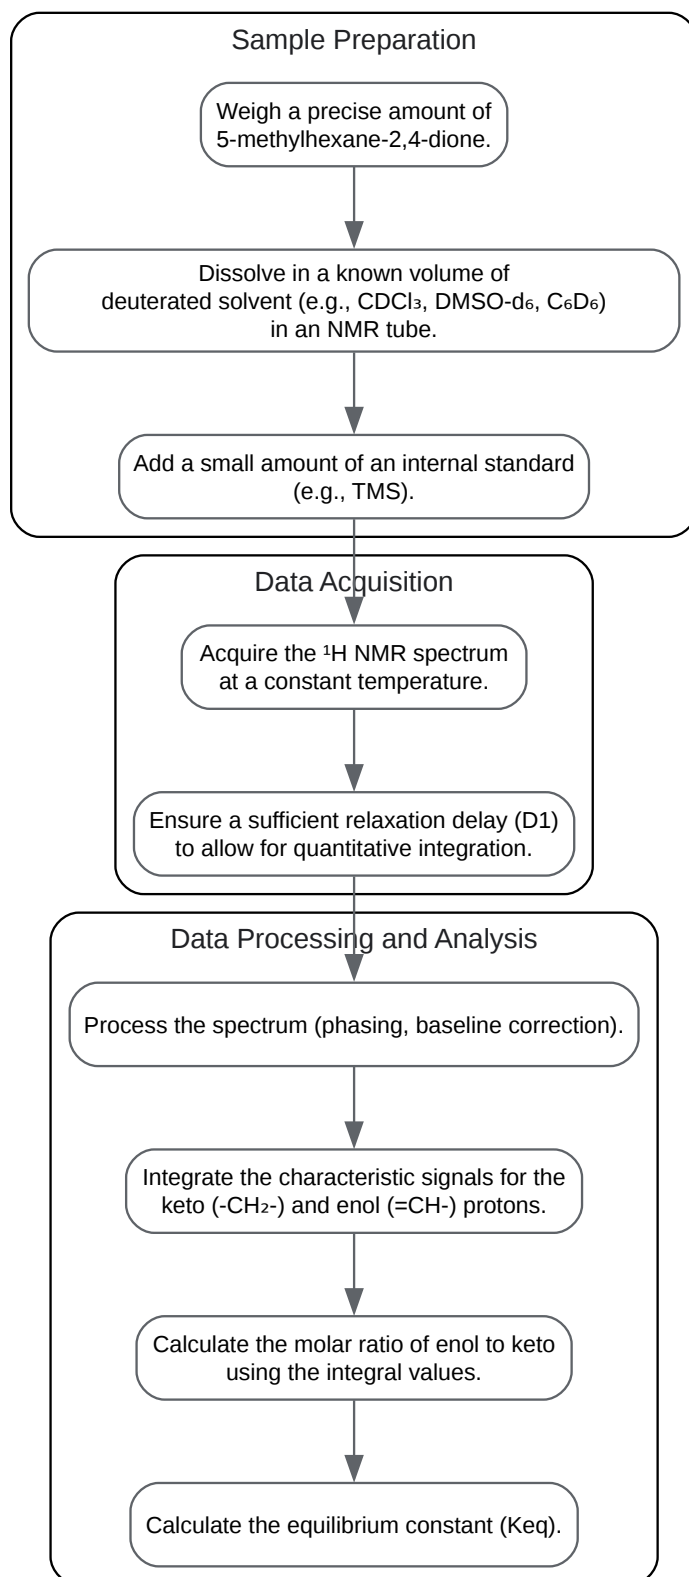 Sample Preparation
Weigh a precise amount of
5-methylhexane-2,4-dione.
Dissolve in a known volume of
deuterated solvent (e.g., CDCl₃, DMSO-d₆, C₆D₆)
in an NMR tube.
Add a small amount of an internal standard
(e.g., TMS).
Data Acquisition
Acquire the ¹H NMR spectrum
at a constant temperature.
Ensure a sufficient relaxation delay (D1)
to allow for quantitative integration.
Data Processing and Analysis
Process the spectrum (phasing, baseline correction).
Integrate the characteristic signals for the
keto (-CH₂-) and enol (=CH-) protons.
Calculate the molar ratio of enol to keto
using the integral values.
Calculate the equilibrium constant (Keq).